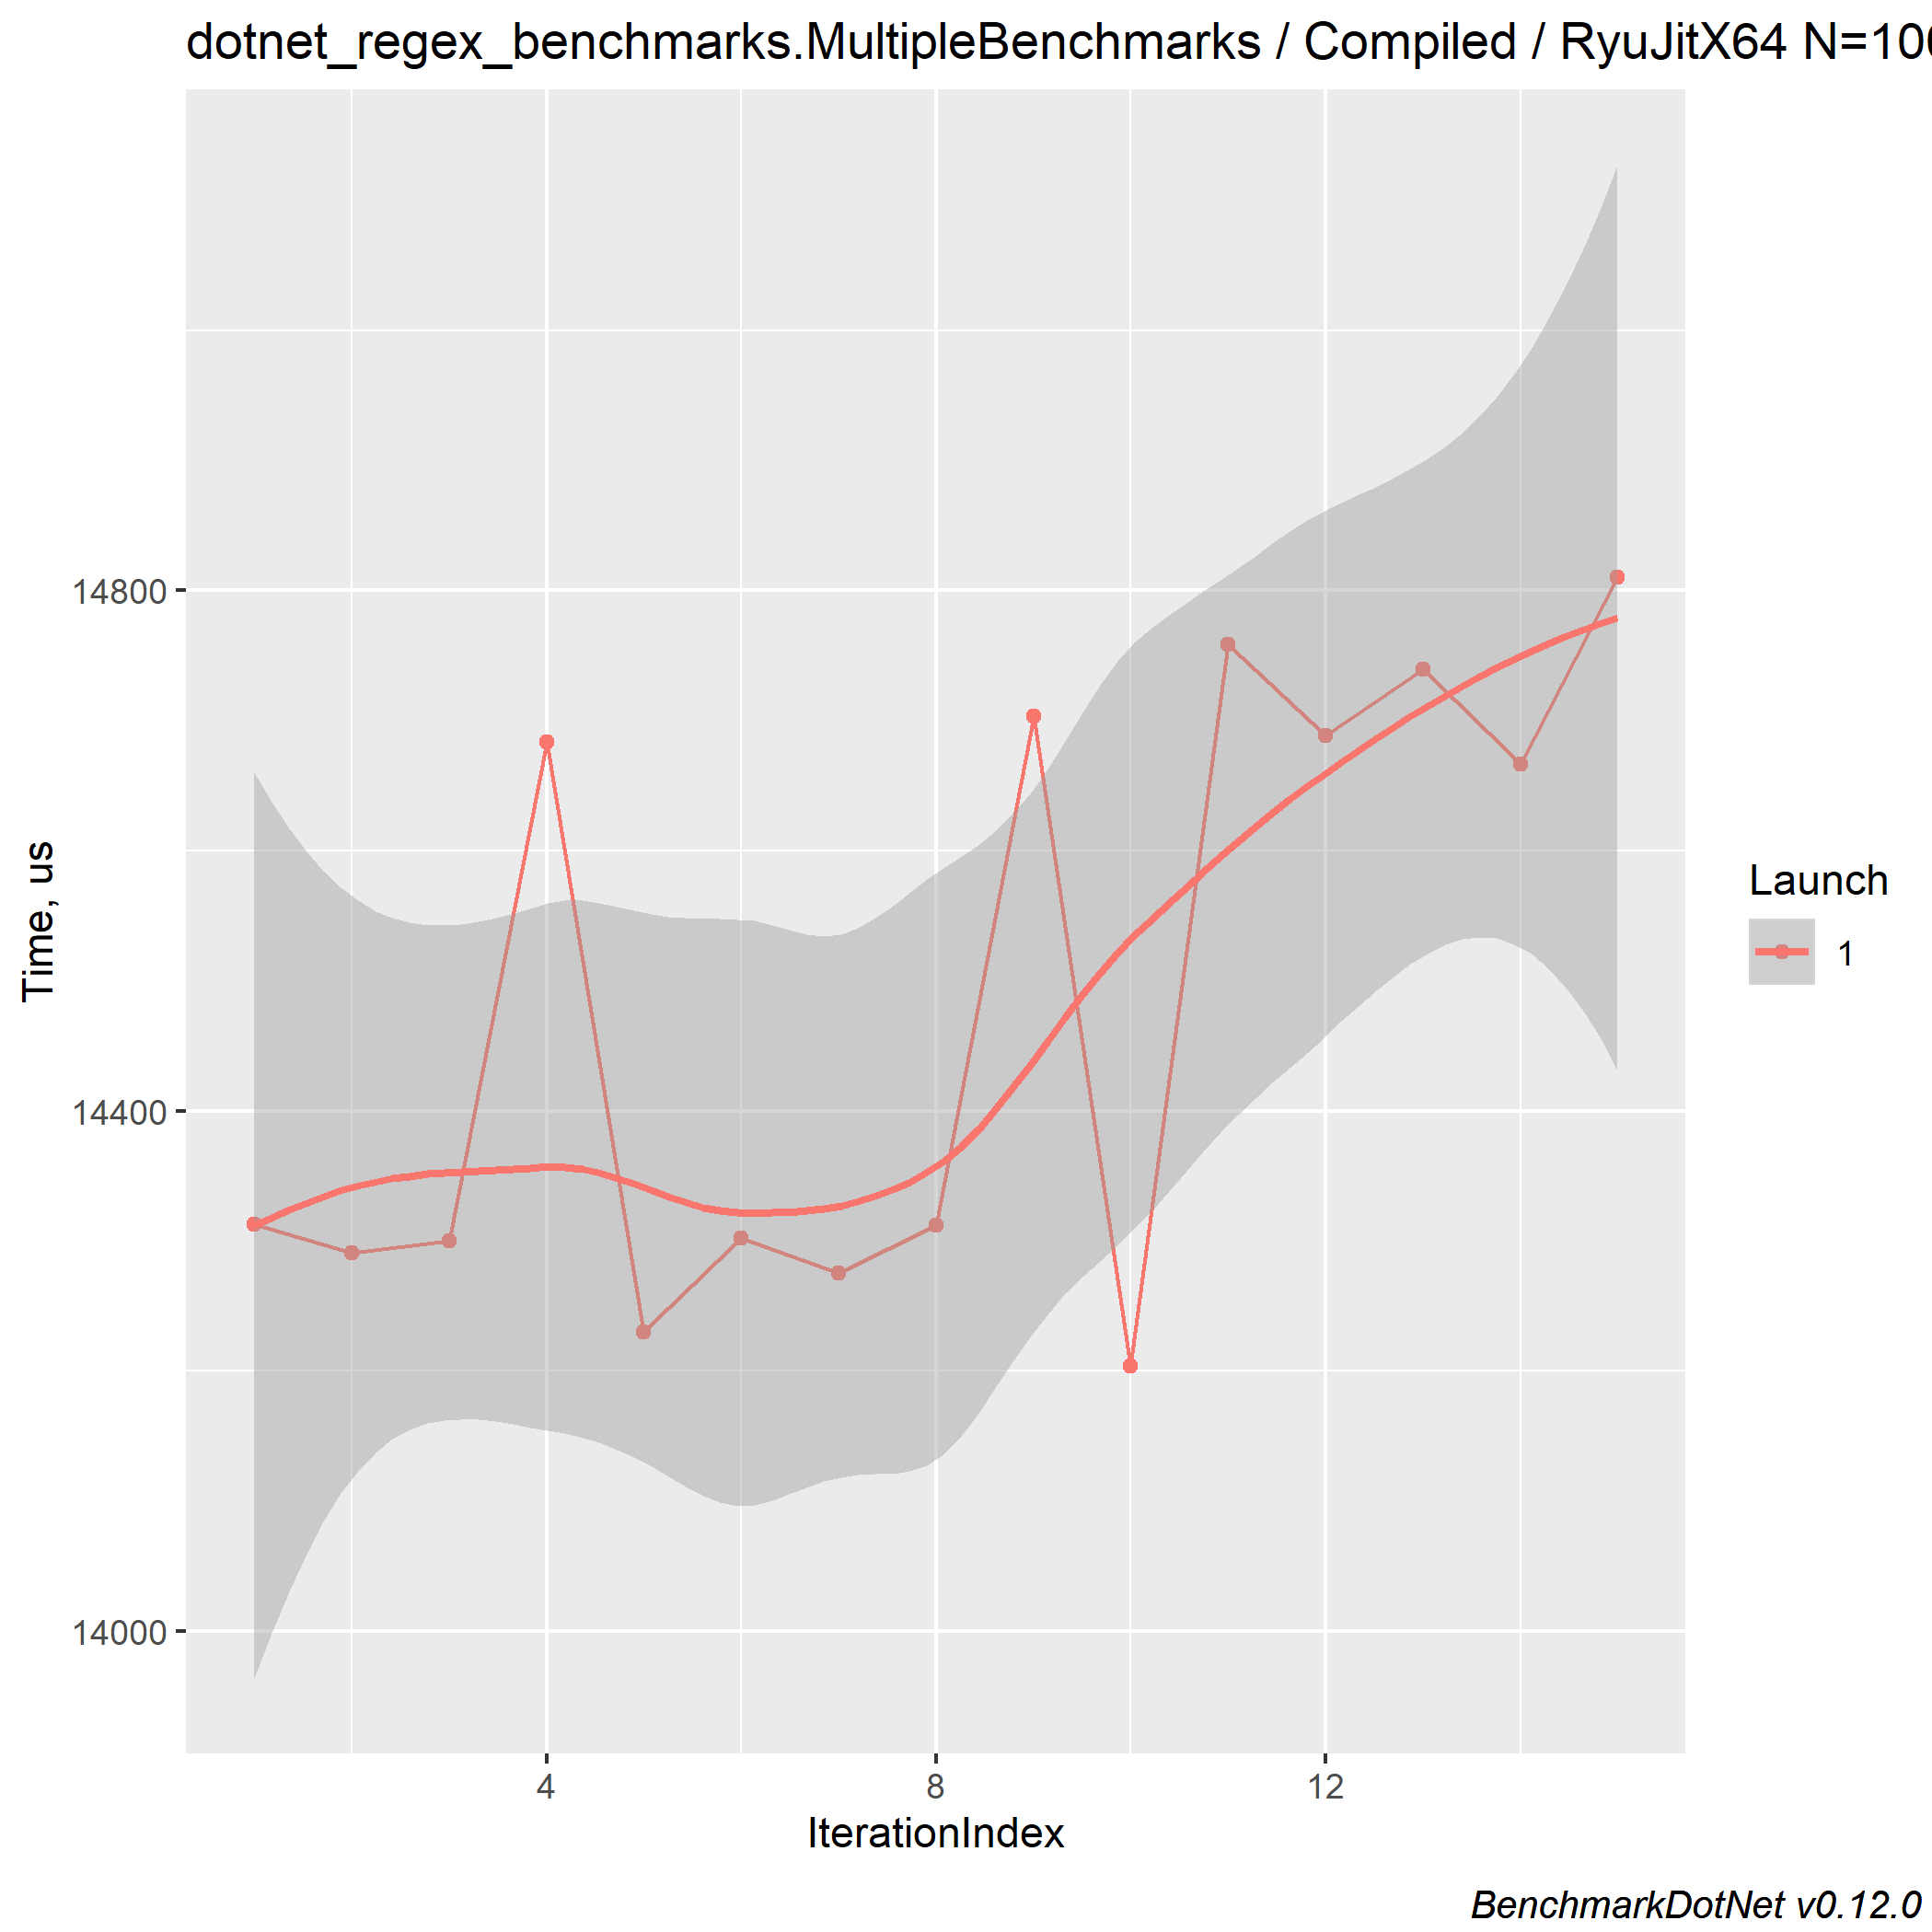 dotnet_regex_benchmarks.MultipleBenchmarks / Compiled / RyuJitX64 N=100
14800
14400
14000
Time, us
4
8
12
IterationIndex
Launch
1
BenchmarkDotNet v0.12.0